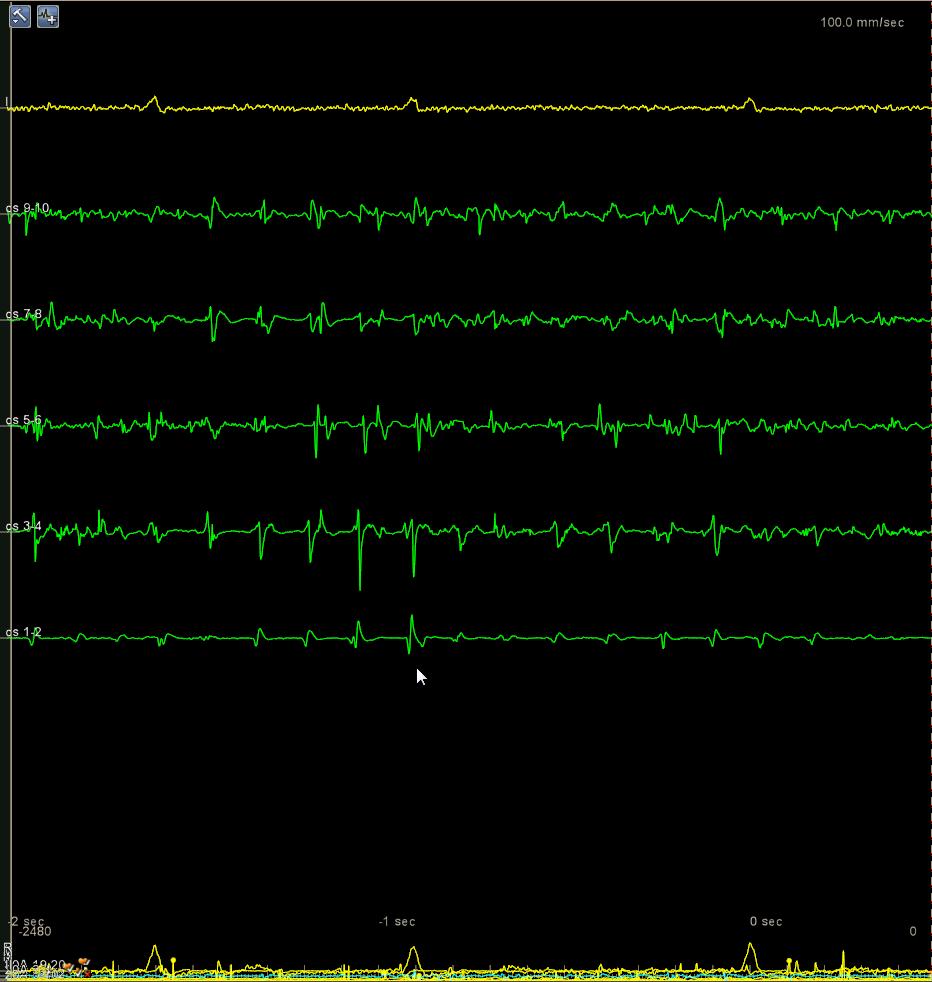 100.0 mm/sec
I
cs 9-10
cs 7-8
cs 5-6
cs 3-4
cs 1-2
-2 sec
-1 sec
0 sec
-2480
0